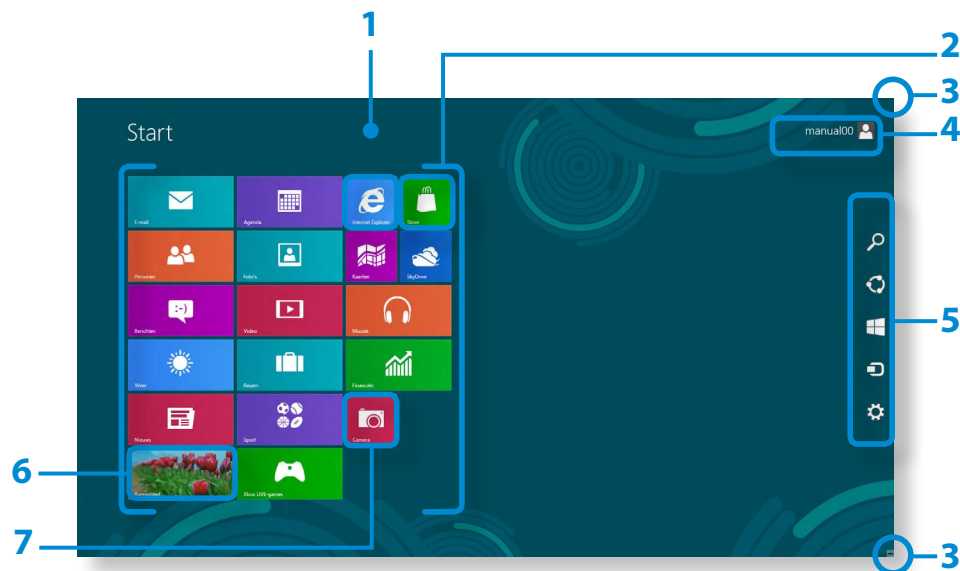 1
2
3
Start
manual00
4
E-mail
Agenda
Internet Explorer
Store
Personen
Foto's
Kaarten
SkyDrive
5
Berichten
Video
Muziek
Weer
Reizen
Financiën
Nieuws
Sport
Camera
6
Bureaublad
Xbox LIVE-games
7
3